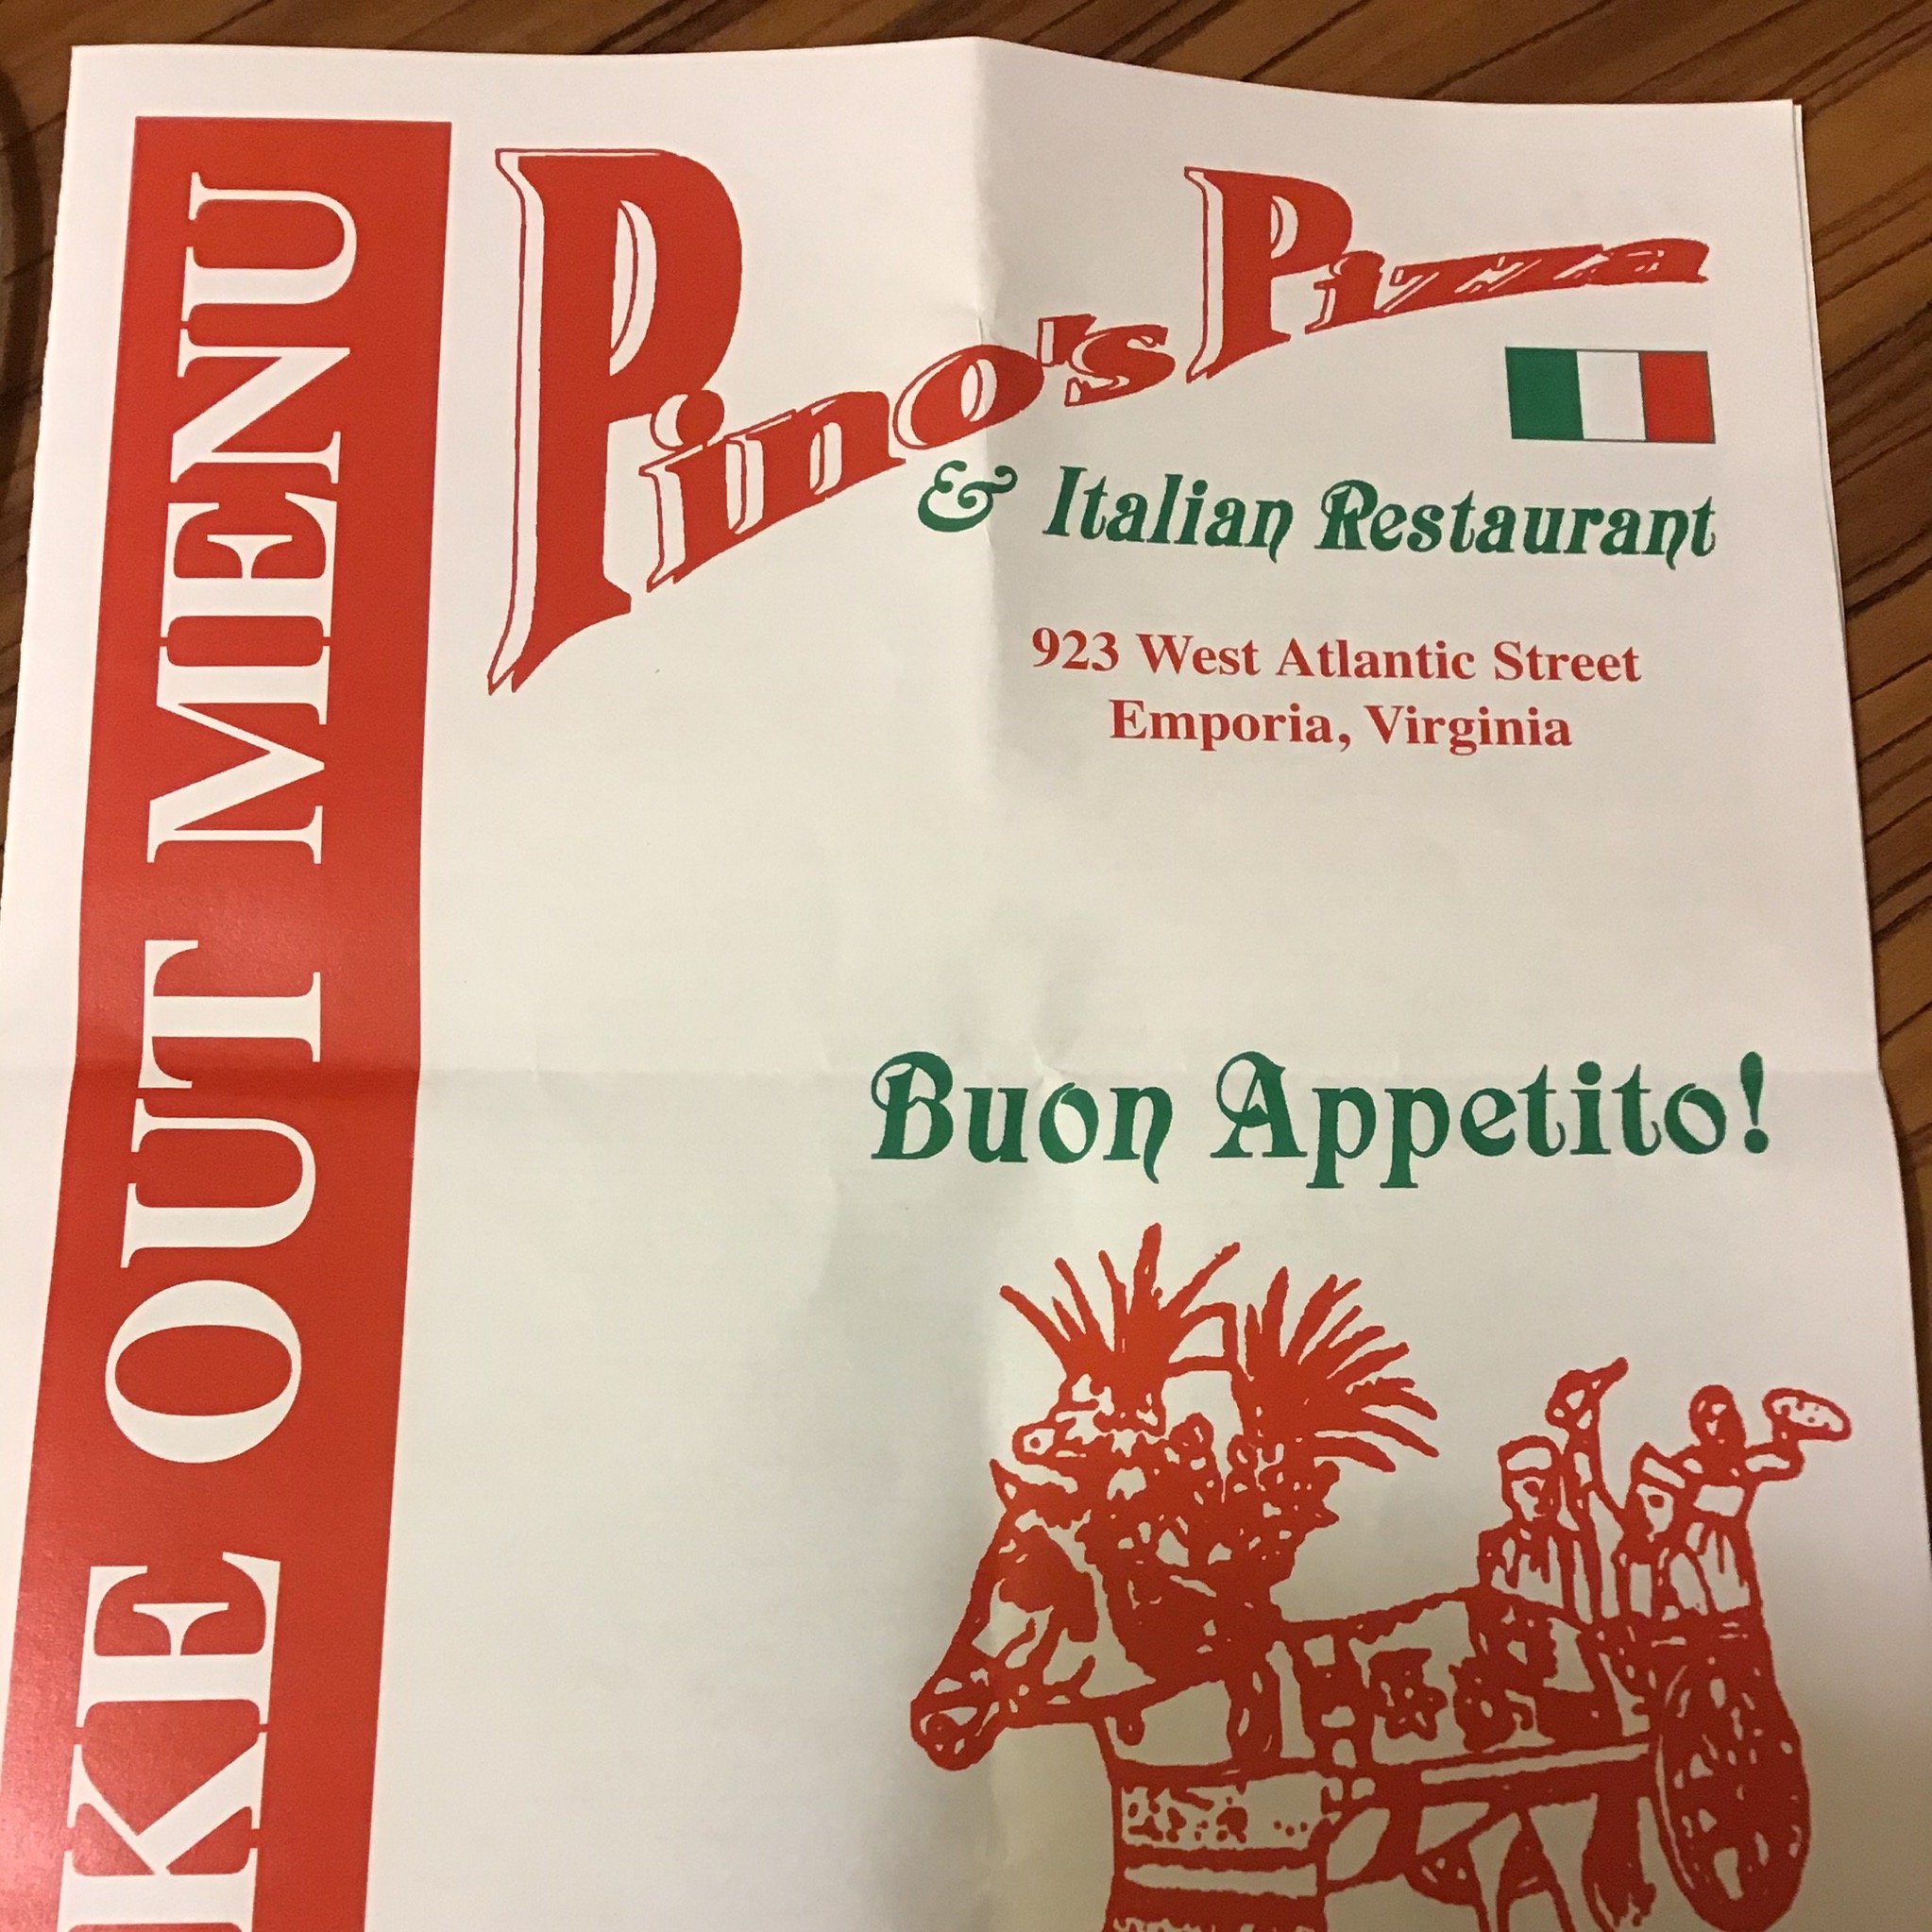 KE OUT MENU
Pino's Pizza
& Italian Restaurant
923 West Atlantic Street
Emporia, Virginia
Buon Appetito!